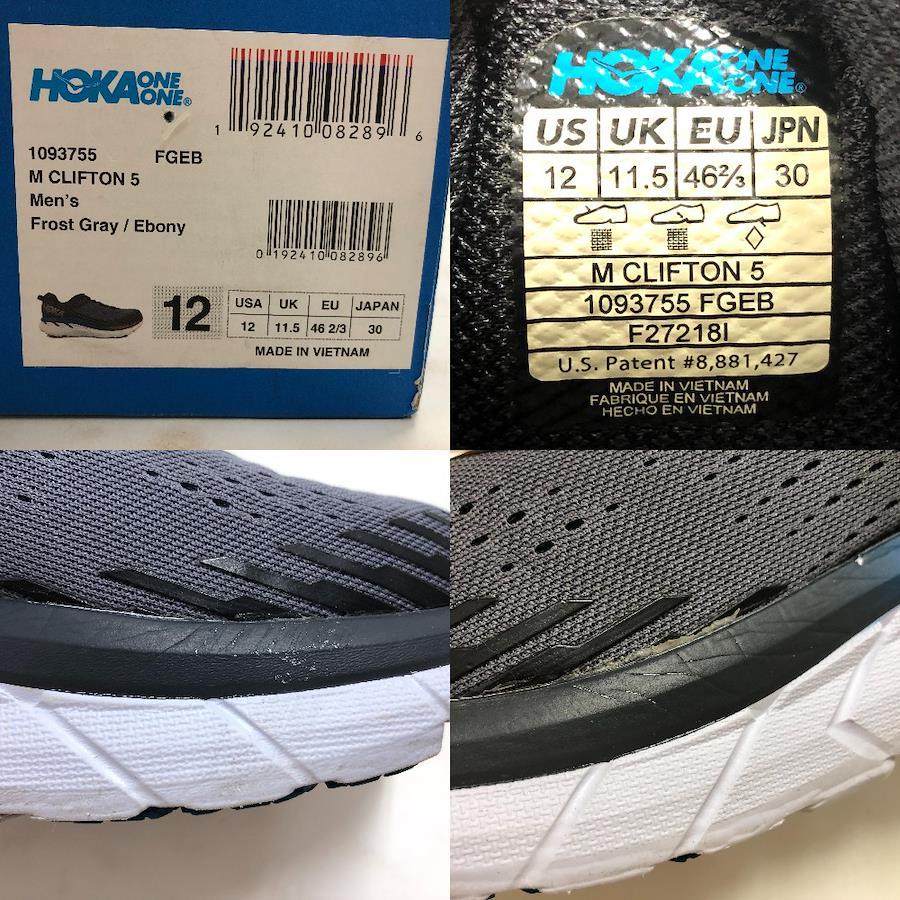 HOKA ONE ONE®
1 92410 08289 6
1093755 FGEB
M CLIFTON 5
Men's
Frost Gray / Ebony
0 192410 082896
12
USA UK EU JAPAN
12 11.5 46 2/3 30
MADE IN VIETNAM
HOKA ONE ONE®
US UK EU JPN
12 11.5 46⅔ 30
M CLIFTON 5
1093755 FGEB
F27218I
U.S. Patent #8,881,427
MADE IN VIETNAM
FABRIQUE EN VIETNAM
HECHO EN VIETNAM